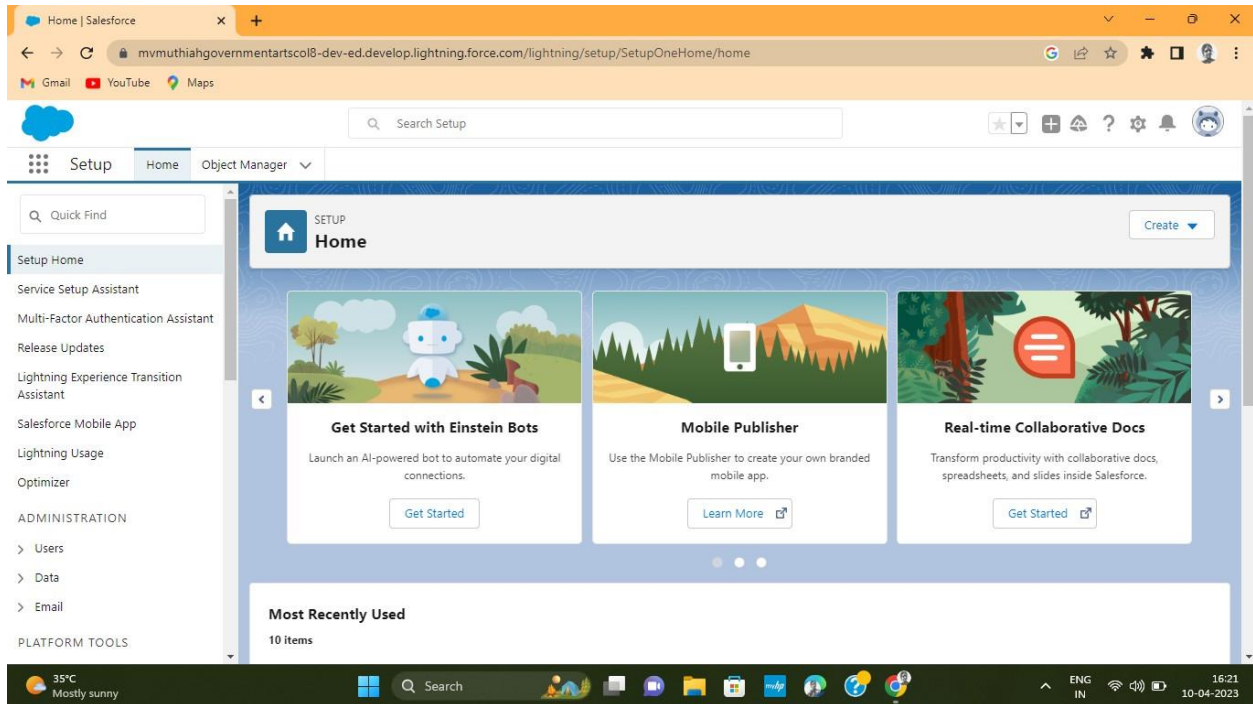 Home | Salesforce
mvmuthiahgovernmentartscol8-dev-ed.develop.lightning.force.com/lightning/setup/SetupOneHome/home
Gmail YouTube Maps
Search Setup
Setup Home Object Manager
Quick Find
Setup Home
Service Setup Assistant
Multi-Factor Authentication Assistant
Release Updates
Lightning Experience Transition
Assistant
Salesforce Mobile App
Lightning Usage
Optimizer
ADMINISTRATION
Users
Data
Email
PLATFORM TOOLS
SETUP
Home
Create
Get Started with Einstein Bots
Launch an AI-powered bot to automate your digital
connections.
Get Started
Mobile Publisher
Use the Mobile Publisher to create your own branded
mobile app.
Learn More
Real-time Collaborative Docs
Transform productivity with collaborative docs,
spreadsheets, and slides inside Salesforce.
Get Started
Most Recently Used
10 items
35°C
Mostly sunny
Search
ENG
IN
16:21
10-04-2023